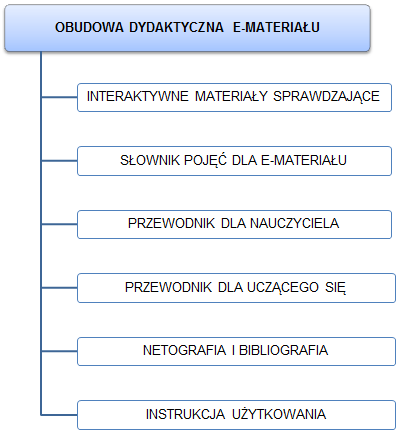 OBUDOWA DYDAKTYCZNA E-MATERIAŁU
INTERAKTYWNE MATERIAŁY SPRAWDZAJĄCE
SŁOWNIK POJĘĆ DLA E-MATERIAŁU
PRZEWODNIK DLA NAUCZYCIELA
PRZEWODNIK DLA UCZĄCEGO SIĘ
NETOGRAFIA I BIBLIOGRAFIA
INSTRUKCJA UŻYTKOWANIA